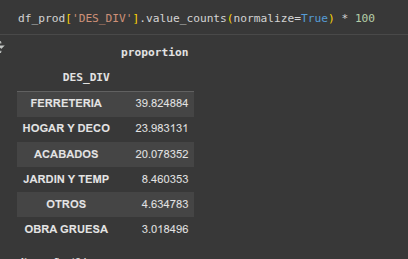 df_prod['DES_DIV'].value_counts(normalize=True) * 100
proportion
DES_DIV
FERRETERIA 39.824884
HOGAR Y DECO 23.983131
ACABADOS 20.078352
JARDIN Y TEMP 8.460353
OTROS 4.634783
OBRA GRUESA 3.018496